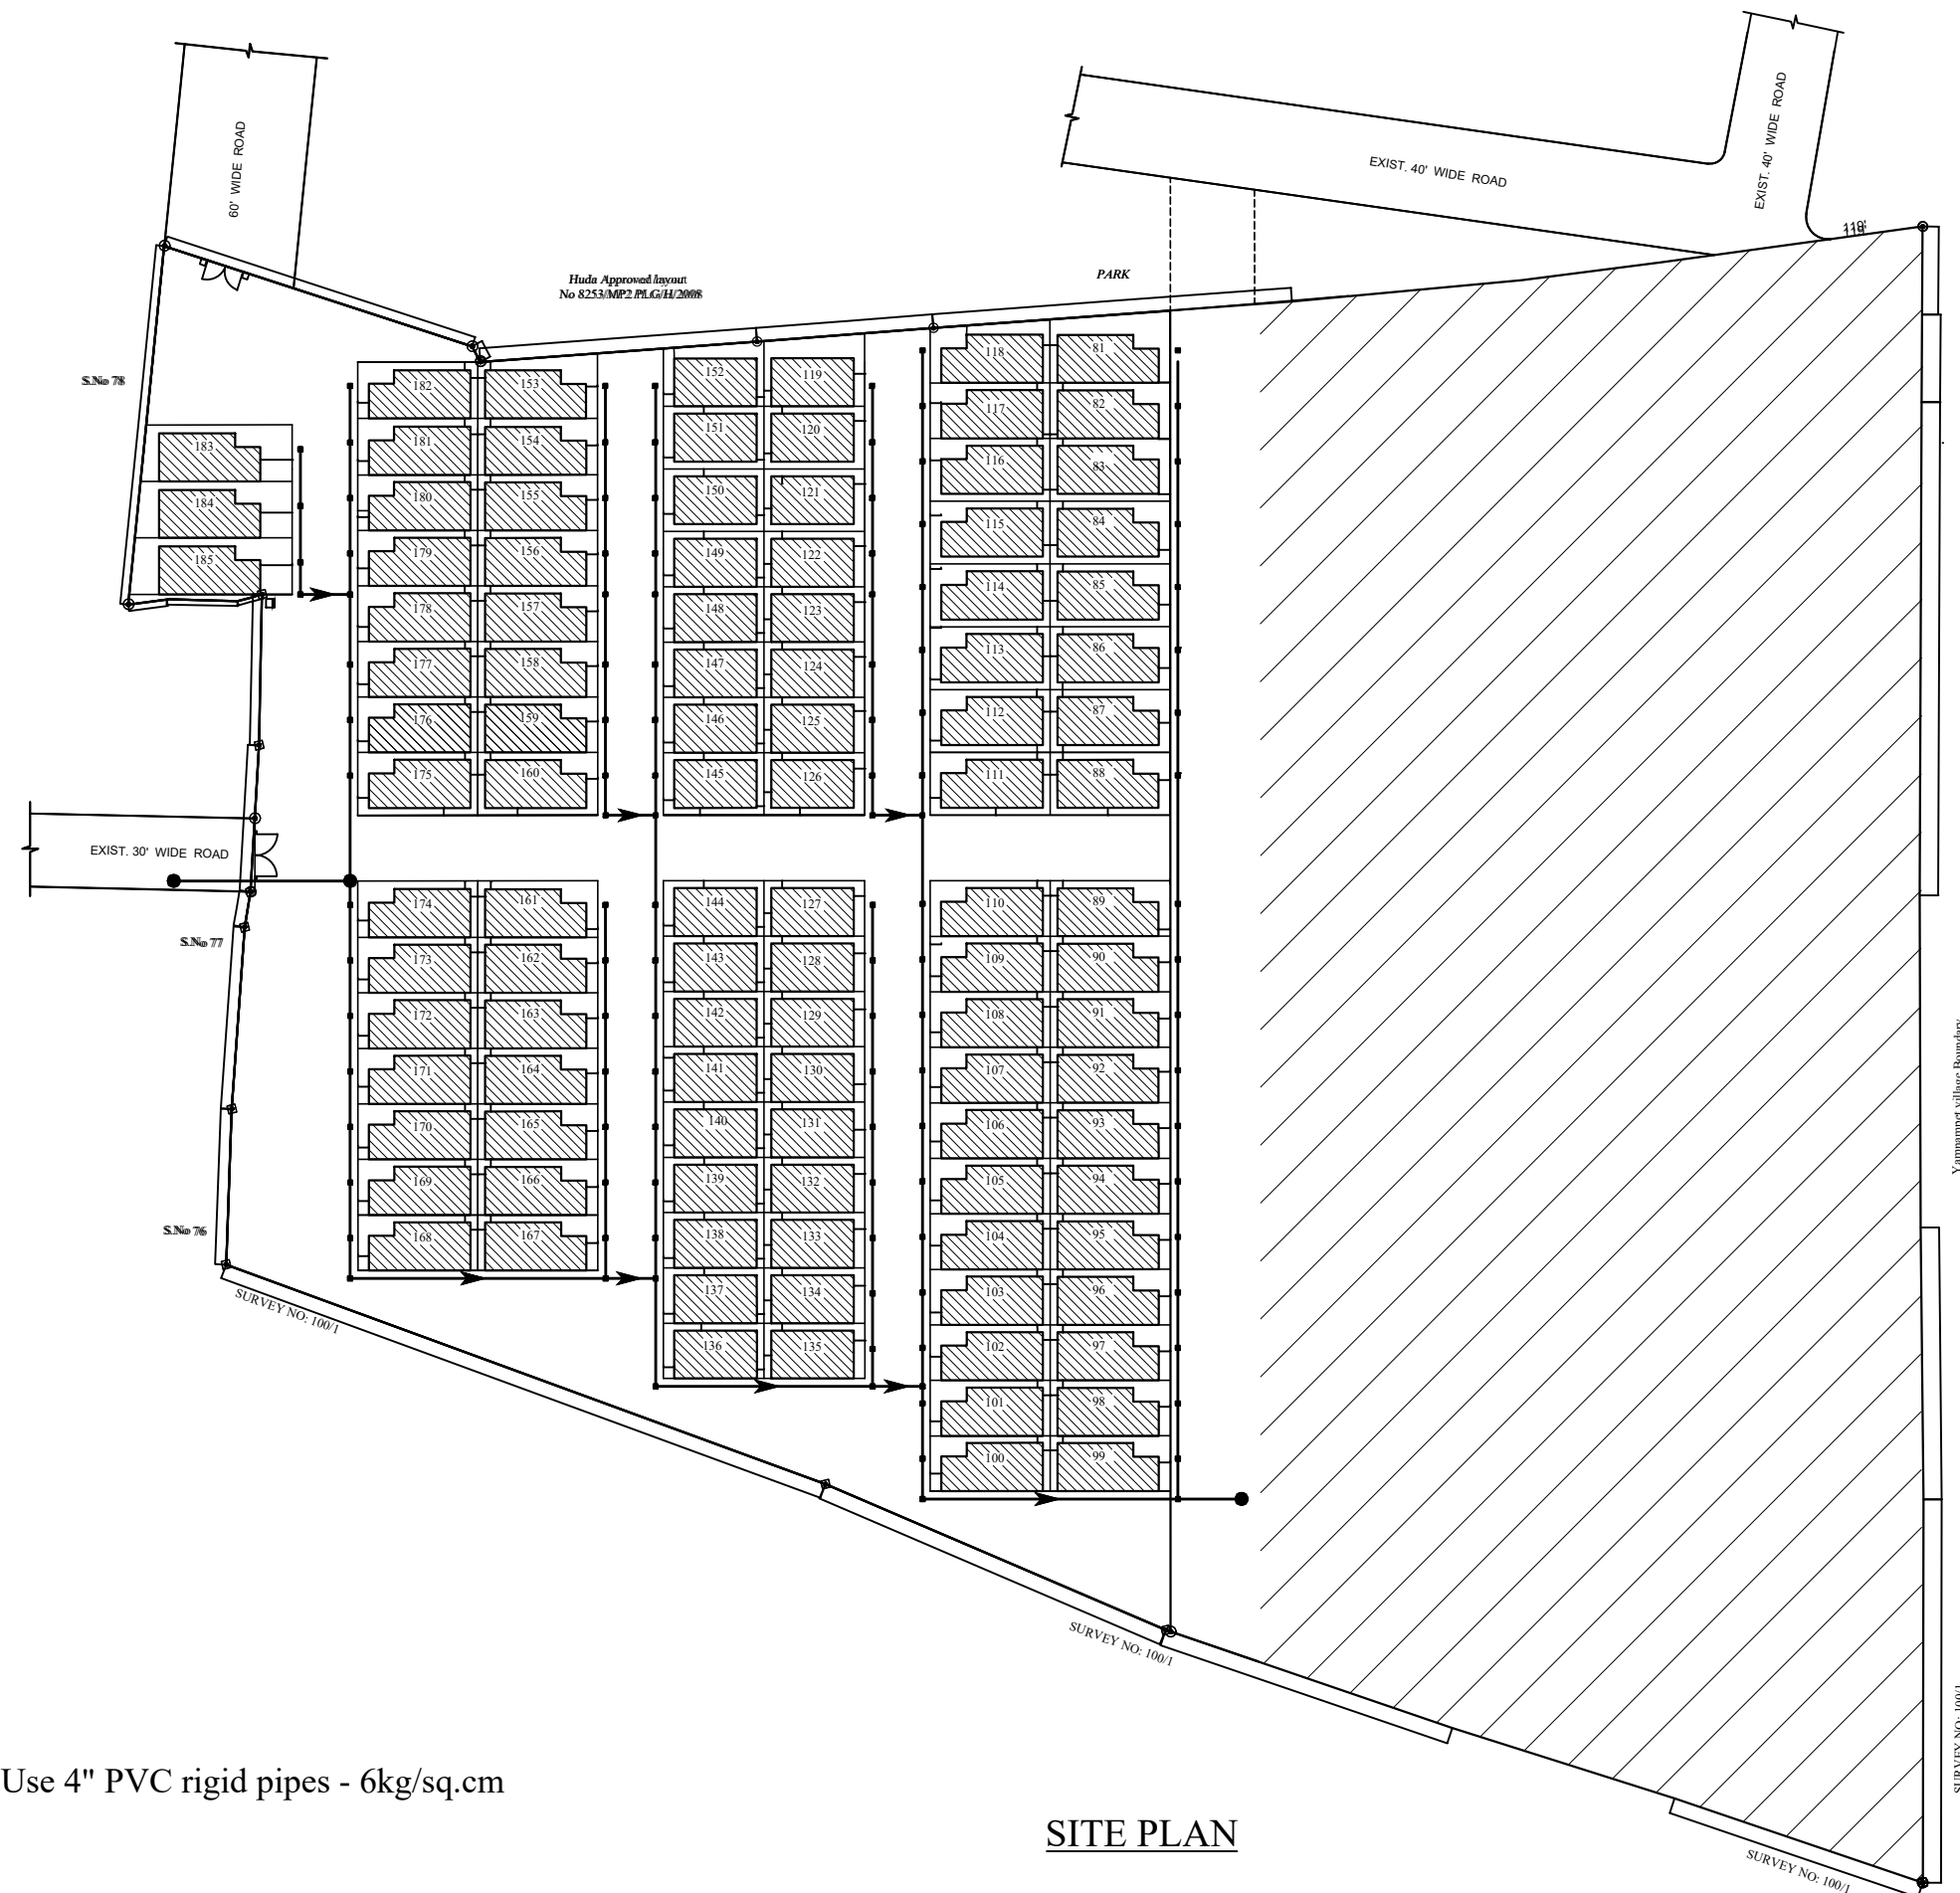 60' WIDE ROAD
EXIST. 40' WIDE ROAD
EXIST. 40' WIDE ROAD
119'
Huda Approved layout
No 8253/MP2 PLG/H/2008
PARK
S.No 78
182 153 152 119 118 81
181 154 151 120 117 82
183 180 155 150 121 116 83
184 179 156 149 122 115 84
185 178 157 148 123 114 85
177 158 147 124 113 86
176 159 146 125 112 87
175 160 145 126 111 88
EXIST. 30' WIDE ROAD
174 161 144 127 110 89
S.No 77
173 162 143 128 109 90
172 163 142 129 108 91
171 164 141 130 107 92
170 165 140 131 106 93
169 166 139 132 105 94
S.No 76
168 167 138 133 104 95
137 134 103 96
136 135 102 97
101 98
100 99
Yamnampet village Boundary
SURVEY NO: 100/1
SURVEY NO: 100/1
SURVEY NO: 100/1
SURVEY NO: 100/1
Use 4" PVC rigid pipes - 6kg/sq.cm
SITE PLAN